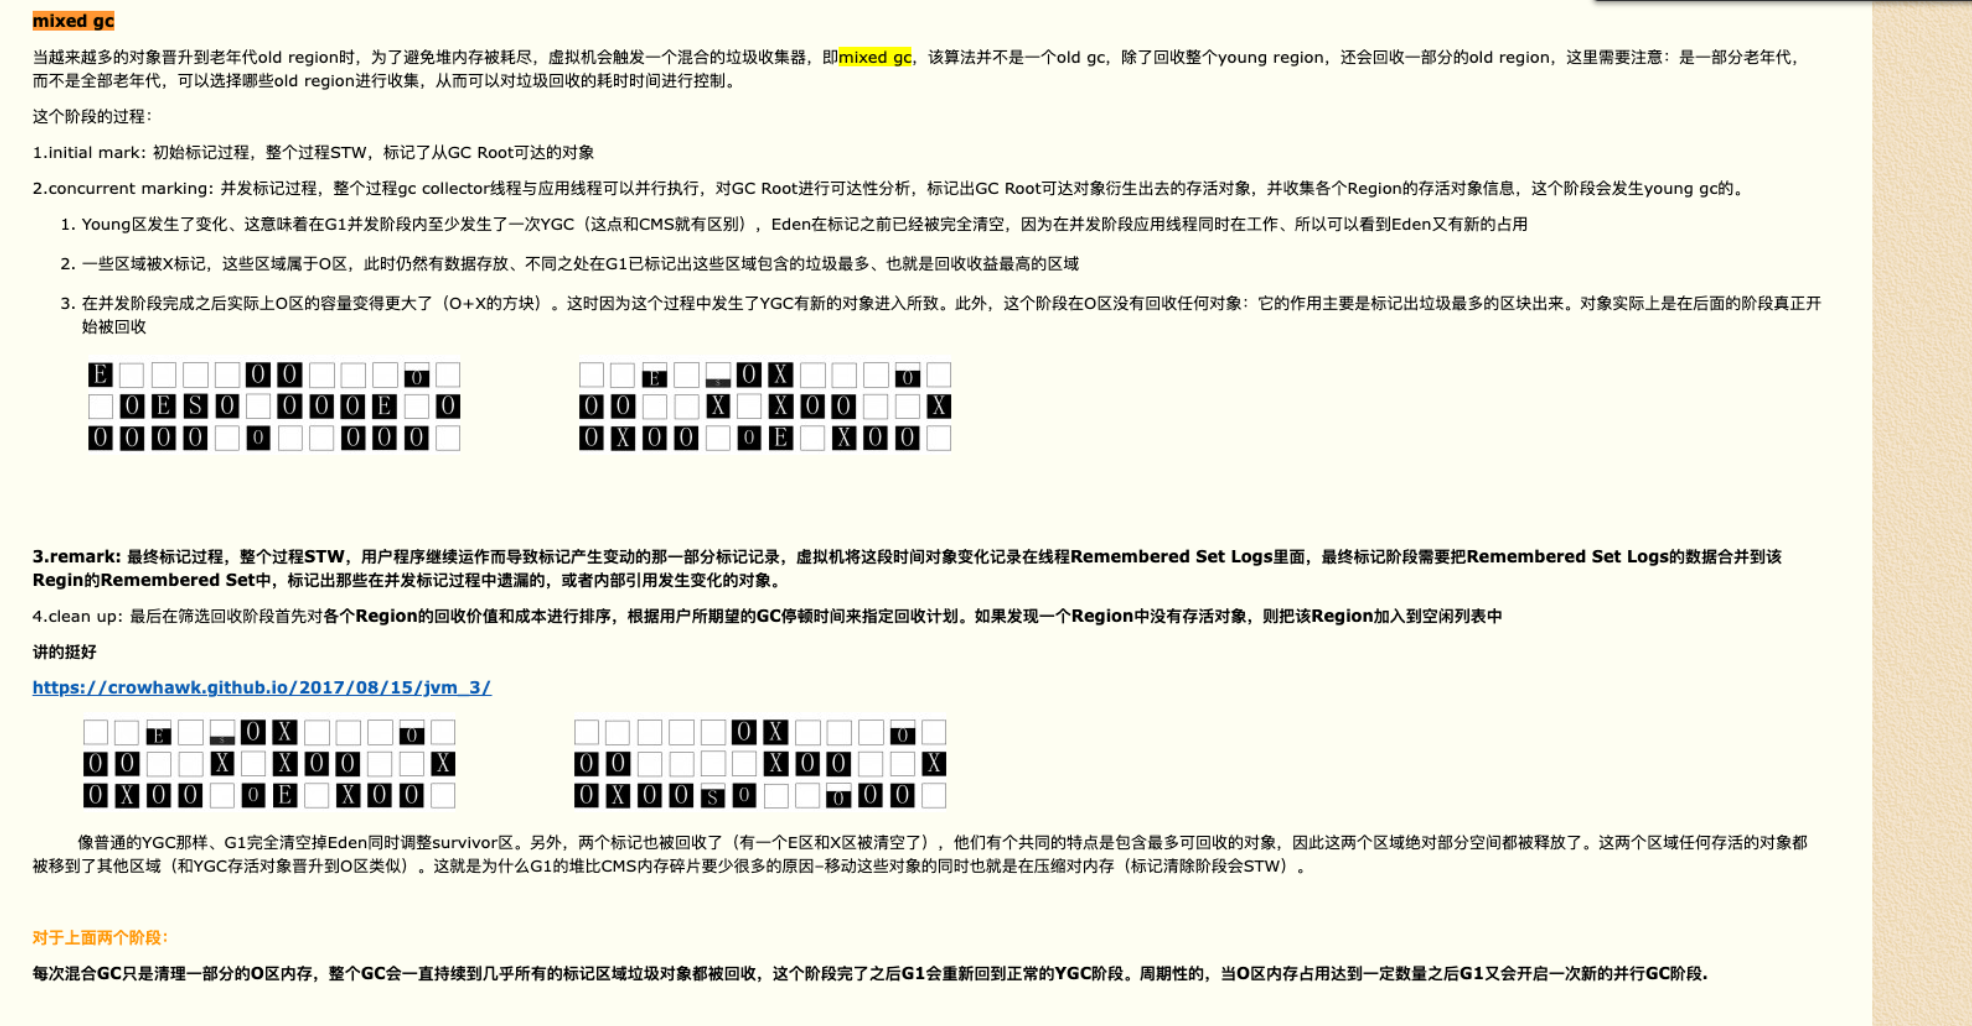 mixed gc
当越来越多的对象晋升到老年代old region时，为了避免堆内存被耗尽，虚拟机会触发一个混合的垃圾收集器，即mixed gc，该算法并不是一个old gc，除了回收整个young region，还会回收一部分的old region，这里需要注意：是一部分老年代，
而不是全部老年代，可以选择哪些old region进行收集，从而可以对垃圾回收的耗时时间进行控制。
这个阶段的过程：
1.initial mark: 初始标记过程，整个过程STW，标记了从GC Root可达的对象
2.concurrent marking: 并发标记过程，整个过程gc collector线程与应用线程可以并行执行，对GC Root进行可达性分析，标记出GC Root可达对象衍生出去的存活对象，并收集各个Region的存活对象信息，这个阶段会发生young gc的。
1. Young区发生了变化、这意味着在G1并发阶段内至少发生了一次YGC（这点和CMS就有区别），Eden在标记之前已经被完全清空，因为在并发阶段应用线程同时在工作、所以可以看到Eden又有新的占用
2. 一些区域被X标记，这些区域属于O区，此时仍然有数据存放、不同之处在G1已标记出这些区域包含的垃圾最多、也就是回收收益最高的区域
3. 在并发阶段完成之后实际上O区的容量变得更大了（O+X的方块）。这时因为这个过程中发生了YGC有新的对象进入所致。此外，这个阶段在O区没有回收任何对象：它的作用主要是标记出垃圾最多的区块出来。对象实际上是在后面的阶段真正开
始被回收
E O O O
O E S O O O O E O
O O O O O O O O
E S O X O
O O X X O O X
O X O O O E X O O
3.remark: 最终标记过程，整个过程STW，用户程序继续运作而导致标记产生变动的那一部分标记记录，虚拟机将这段时间对象变化记录在线程Remembered Set Logs里面，最终标记阶段需要把Remembered Set Logs的数据合并到该
Regin的Remembered Set中，标记出那些在并发标记过程中遗漏的，或者内部引用发生变化的对象。
4.clean up: 最后在筛选回收阶段首先对各个Region的回收价值和成本进行排序，根据用户所期望的GC停顿时间来指定回收计划。如果发现一个Region中没有存活对象，则把该Region加入到空闲列表中
讲的挺好
https://crowhawk.github.io/2017/08/15/jvm_3/
E S O X O
O O X X O O X
O X O O O E X O O
O X O
O O X O O X
O X O O S O O O O
像普通的YGC那样、G1完全清空掉Eden同时调整survivor区。另外，两个标记也被回收了（有一个E区和X区被清空了），他们有个共同的特点是包含最多可回收的对象，因此这两个区域绝对部分空间都被释放了。这两个区域任何存活的对象都
被移到了其他区域（和YGC存活对象晋升到O区类似）。这就是为什么G1的堆比CMS内存碎片要少很多的原因–移动这些对象的同时也就是在压缩对内存（标记清除阶段会STW）。
对于上面两个阶段：
每次混合GC只是清理一部分的O区内存，整个GC会一直持续到几乎所有的标记区域垃圾对象都被回收，这个阶段完了之后G1会重新回到正常的YGC阶段。周期性的，当O区内存占用达到一定数量之后G1又会开启一次新的并行GC阶段.